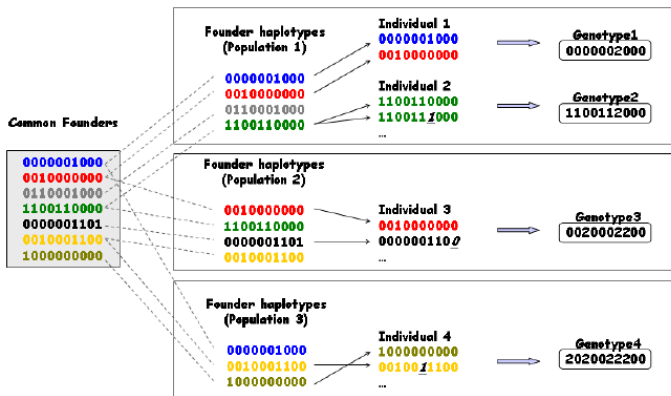 Common Founders
0000001000
0010000000
0110001000
1100110000
0000001101
0010001100
1000000000
Founder haplotypes
(Population 1)
0000001000
0010000000
0110001000
1100110000
Individual 1
0000001000
0010000000
Individual 2
1100110000
1100111000
...
Genotype1
0000002000
Genotype2
1100112000
Founder haplotypes
(Population 2)
0010000000
1100110000
0000001101
0010001100
Individual 3
0010000000
0000001100
...
Genotype3
0020002200
Founder haplotypes
(Population 3)
0000001000
0010001100
1000000000
Individual 4
1000000000
0010011100
...
Genotype4
2020022200